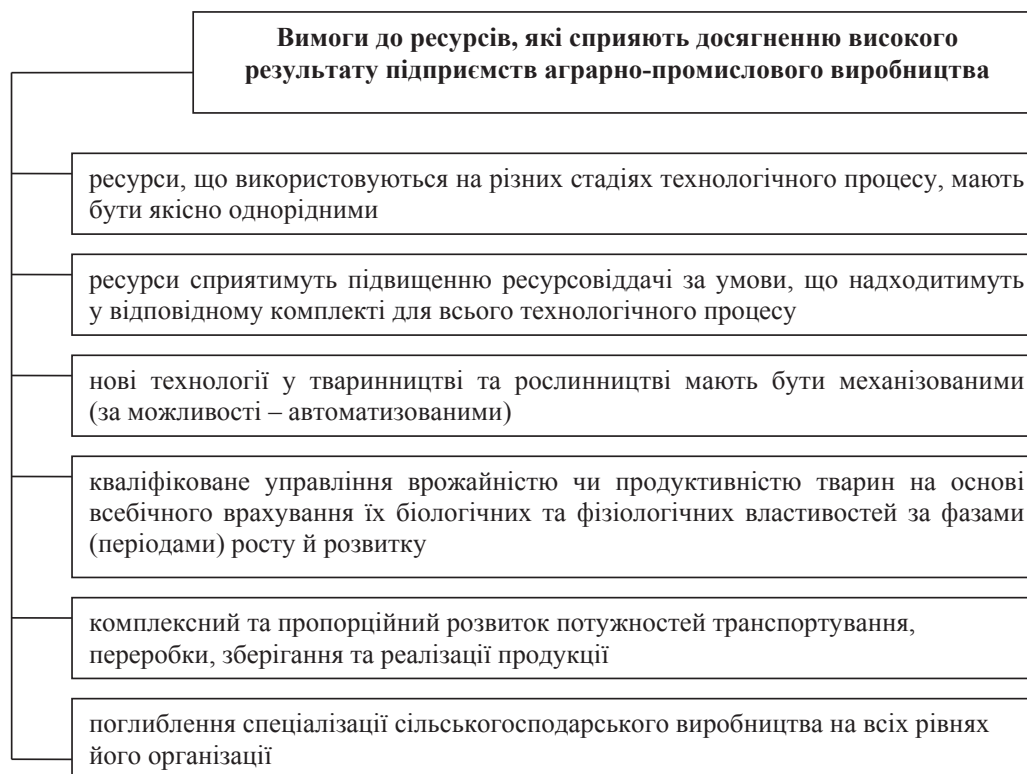 Вимоги до ресурсів, які сприяють досягненню високого
результату підприємств аграрно-промислового виробництва
ресурси, що використовуються на різних стадіях технологічного процесу, мають
бути якісно однорідними
ресурси сприятимуть підвищенню ресурсовіддачі за умови, що надходитимуть
у відповідному комплекті для всього технологічного процесу
нові технології у тваринництві та рослинництві мають бути механізованими
(за можливості – автоматизованими)
кваліфіковане управління врожайністю чи продуктивністю тварин на основі
всебічного врахування їх біологічних та фізіологічних властивостей за фазами
(періодами) росту й розвитку
комплексний та пропорційний розвиток потужностей транспортування,
переробки, зберігання та реалізації продукції
поглиблення спеціалізації сільськогосподарського виробництва на всіх рівнях
його організації